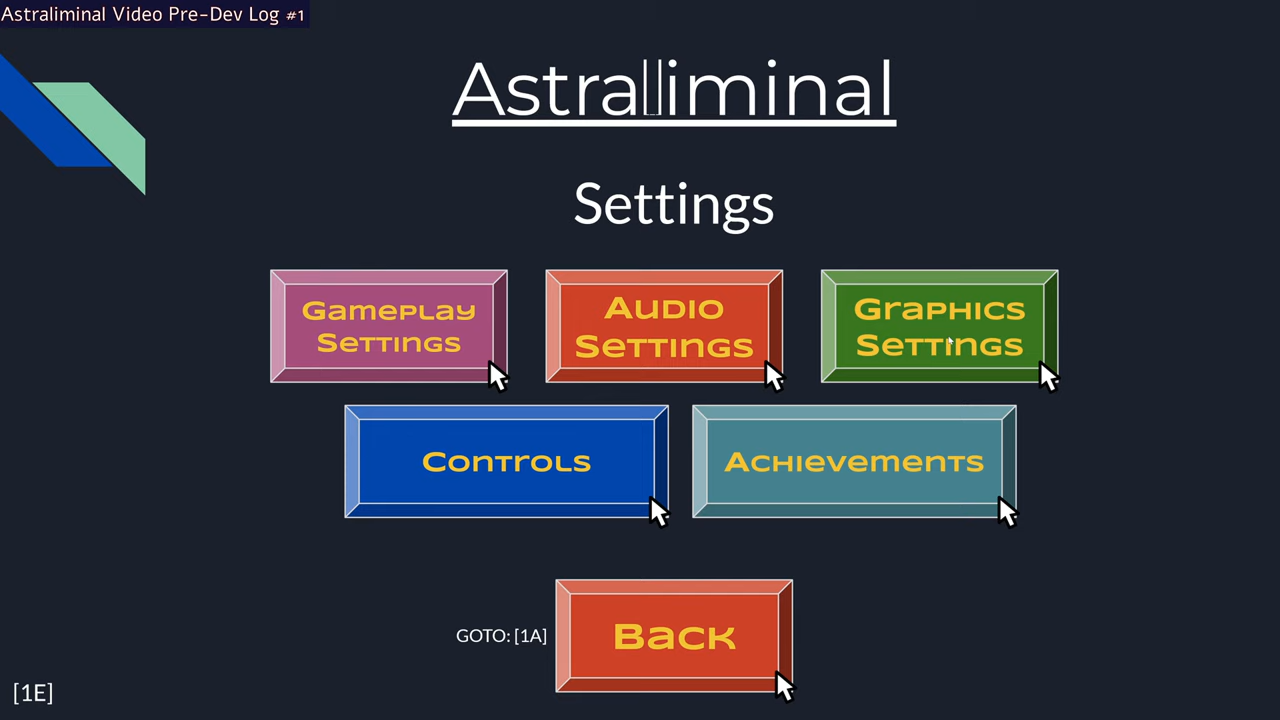 Astraliminal Video Pre-Dev Log #1
Astraliminal
Settings
Gameplay
Settings
Audio
Settings
Graphics
Settings
Controls
Achievements
GOTO: [1A]
Back
[1E]